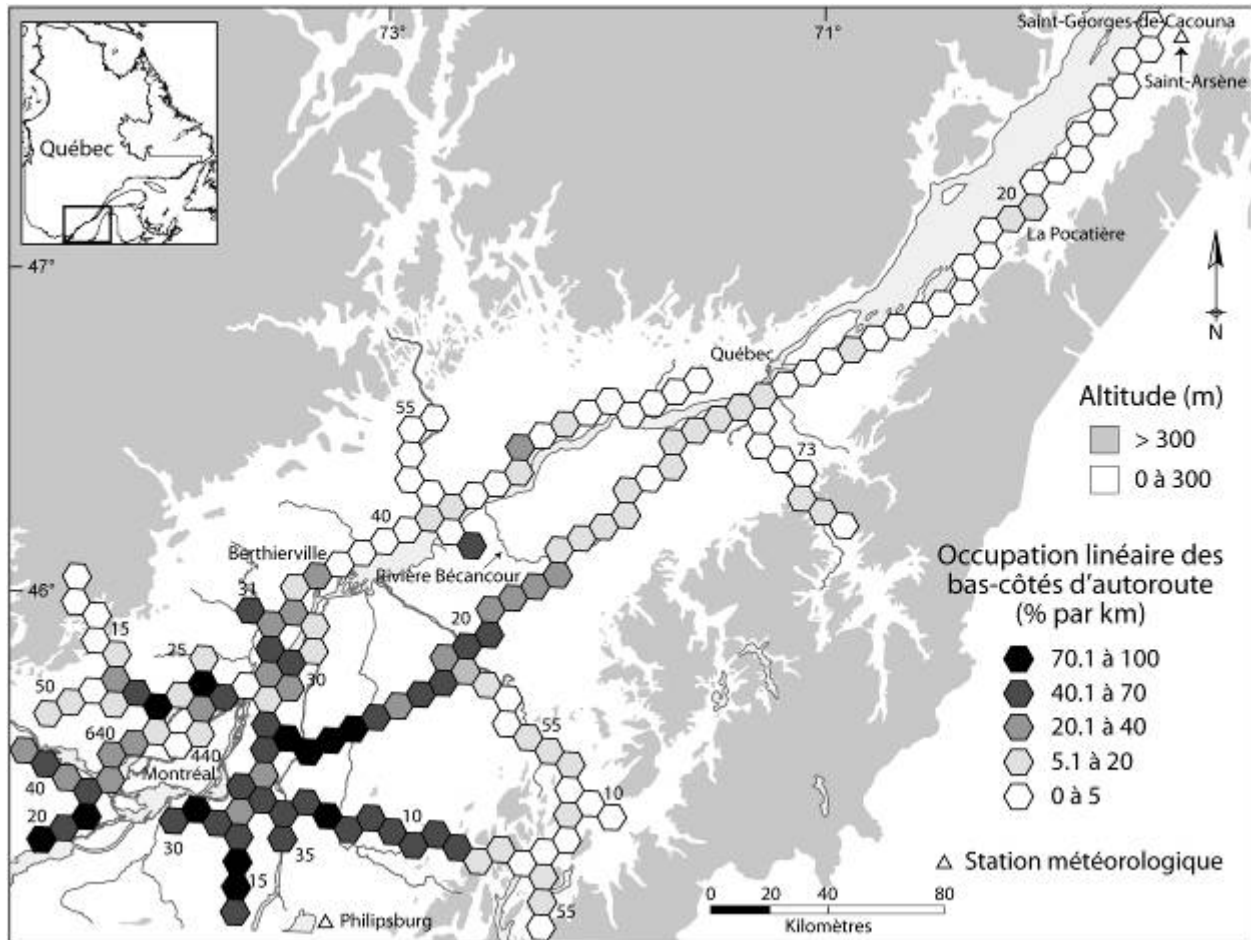 73°
71°
Saint-Georges-de-Cacouna
Saint-Arsène
Québec
20
La Pocatière
47°
N
Québec
Altitude (m)
> 300
0 à 300
55
73
40
Berthierville
Rivière Bécancour
Occupation linéaire des
bas-côtés d'autoroute
(% par km)
70.1 à 100
40.1 à 70
20.1 à 40
5.1 à 20
0 à 5
46°
31
15
20
25
50
30
55
640
440
Montréal
40
10
20
10
30
35
15
Station météorologique
55
Philipsburg
0 20 40 80
Kilomètres